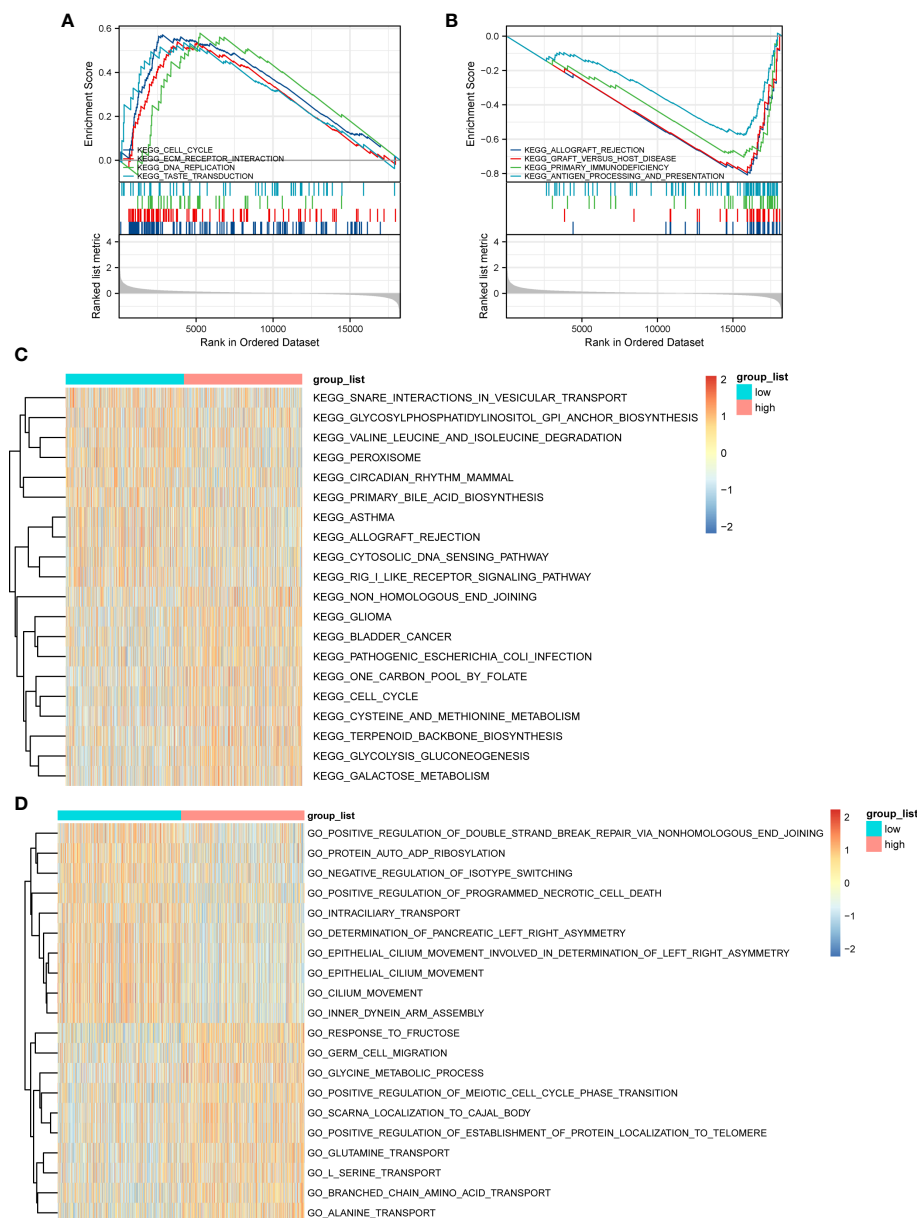 A
B
Enrichment Score
0.6
0.4
0.2
0.0
KEGG_CELL_CYCLE
KEGG_ECM_RECEPTOR_INTERACTION
KEGG_DNA_REPLICATION
KEGG_TASTE_TRANSDUCTION
Ranked list metric
4
2
0
5000
10000
15000
Rank in Ordered Dataset
Enrichment Score
0.0
−0.2
−0.4
−0.6
−0.8
KEGG_ALLOGRAFT_REJECTION
KEGG_GRAFT_VERSUS_HOST_DISEASE
KEGG_PRIMARY_IMMUNODEFICIENCY
KEGG_ANTIGEN_PROCESSING_AND_PRESENTATION
Ranked list metric
4
2
0
5000
10000
15000
Rank in Ordered Dataset
C
group_list
KEGG_SNARE_INTERACTIONS_IN_VESICULAR_TRANSPORT
KEGG_GLYCOSYLPHOSPHATIDYLINOSITOL_GPI_ANCHOR_BIOSYNTHESIS
KEGG_VALINE_LEUCINE_AND_ISOLEUCINE_DEGRADATION
KEGG_PEROXISOME
KEGG_CIRCADIAN_RHYTHM_MAMMAL
KEGG_PRIMARY_BILE_ACID_BIOSYNTHESIS
KEGG_ASTHMA
KEGG_ALLOGRAFT_REJECTION
KEGG_CYTOSOLIC_DNA_SENSING_PATHWAY
KEGG_RIG_I_LIKE_RECEPTOR_SIGNALING_PATHWAY
KEGG_NON_HOMOLOGOUS_END_JOINING
KEGG_GLIOMA
KEGG_BLADDER_CANCER
KEGG_PATHOGENIC_ESCHERICHIA_COLI_INFECTION
KEGG_ONE_CARBON_POOL_BY_FOLATE
KEGG_CELL_CYCLE
KEGG_CYSTEINE_AND_METHIONINE_METABOLISM
KEGG_TERPENOID_BACKBONE_BIOSYNTHESIS
KEGG_GLYCOLYSIS_GLUCONEOGENESIS
KEGG_GALACTOSE_METABOLISM
2
1
0
−1
−2
group_list
low
high
D
group_list
GO_POSITIVE_REGULATION_OF_DOUBLE_STRAND_BREAK_REPAIR_VIA_NONHOMOLOGOUS_END_JOINING
GO_PROTEIN_AUTO_ADP_RIBOSYLATION
GO_NEGATIVE_REGULATION_OF_ISOTYPE_SWITCHING
GO_POSITIVE_REGULATION_OF_PROGRAMMED_NECROTIC_CELL_DEATH
GO_INTRACILIARY_TRANSPORT
GO_DETERMINATION_OF_PANCREATIC_LEFT_RIGHT_ASYMMETRY
GO_EPITHELIAL_CILIUM_MOVEMENT_INVOLVED_IN_DETERMINATION_OF_LEFT_RIGHT_ASYMMETRY
GO_EPITHELIAL_CILIUM_MOVEMENT
GO_CILIUM_MOVEMENT
GO_INNER_DYNEIN_ARM_ASSEMBLY
GO_RESPONSE_TO_FRUCTOSE
GO_GERM_CELL_MIGRATION
GO_GLYCINE_METABOLIC_PROCESS
GO_POSITIVE_REGULATION_OF_MEIOTIC_CELL_CYCLE_PHASE_TRANSITION
GO_SCARNA_LOCALIZATION_TO_CAJAL_BODY
GO_POSITIVE_REGULATION_OF_ESTABLISHMENT_OF_PROTEIN_LOCALIZATION_TO_TELOMERE
GO_GLUTAMINE_TRANSPORT
GO_L_SERINE_TRANSPORT
GO_BRANCHED_CHAIN_AMINO_ACID_TRANSPORT
GO_ALANINE_TRANSPORT
2
1
0
−1
−2
group_list
low
high